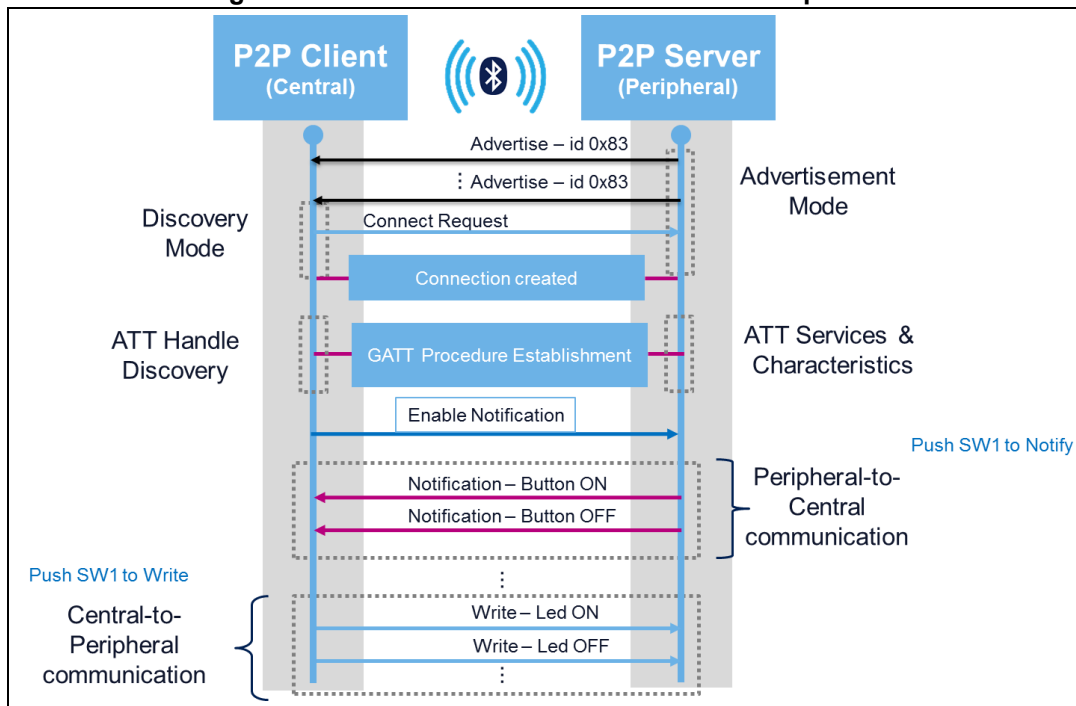 P2P Client
(Central)
P2P Server
(Peripheral)
Advertise – id 0x83
⋮ Advertise – id 0x83
Advertisement
Mode
Discovery
Mode
Connect Request
Connection created
ATT Handle
Discovery
GATT Procedure Establishment
ATT Services &
Characteristics
Enable Notification
Push SW1 to Notify
Notification – Button ON
Notification – Button OFF
Peripheral-to-
Central
communication
Push SW1 to Write
⋮
Central-to-
Peripheral
communication
Write – Led ON
Write – Led OFF
⋮